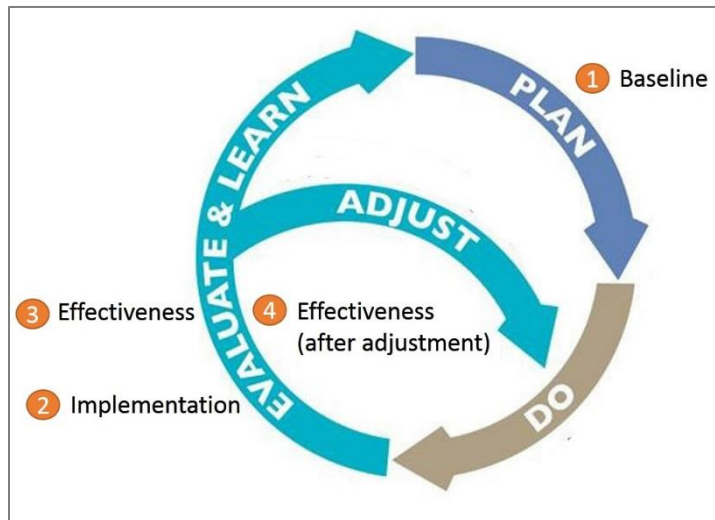 PLAN
1 Baseline
DO
EVALUATE & LEARN
ADJUST
2 Implementation
3 Effectiveness
4 Effectiveness
(after adjustment)